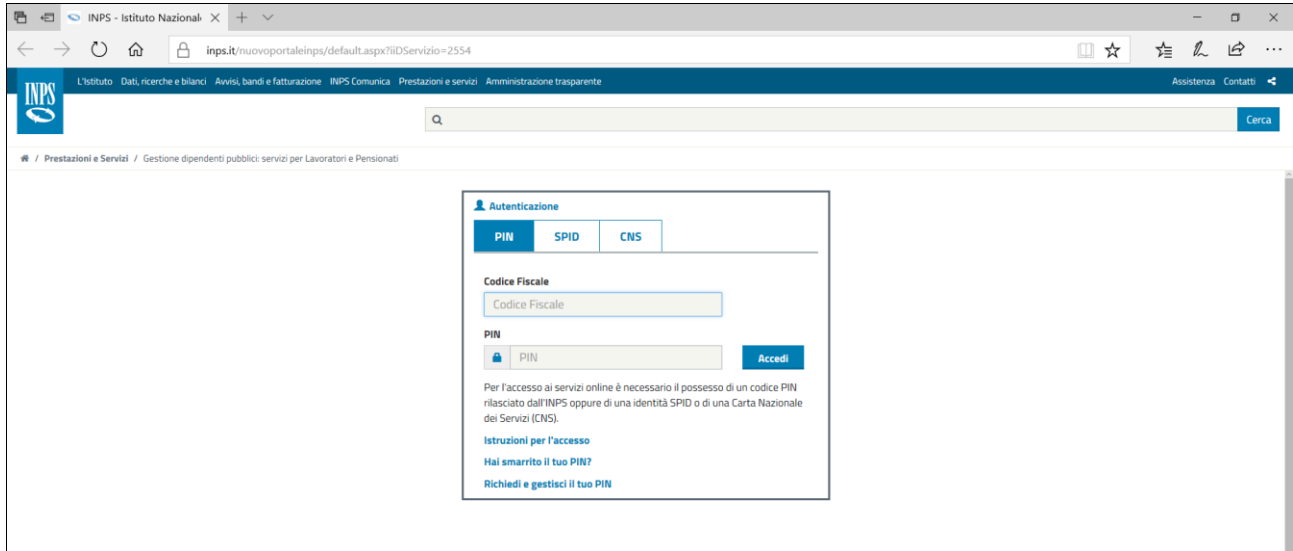 INPS - Istituto Nazional
inps.it/nuovoportaleinps/default.aspx?iiDServizio=2554
L'Istituto Dati, ricerche e bilanci Avvisi, bandi e fatturazione INPS Comunica Prestazioni e servizi Amministrazione trasparente Assistenza Contatti
INPS
Cerca
/ Prestazioni e Servizi / Gestione dipendenti pubblici: servizi per Lavoratori e Pensionati
Autenticazione
PIN SPID CNS
Codice Fiscale
Codice Fiscale
PIN
PIN Accedi
Per l'accesso ai servizi online è necessario il possesso di un codice PIN
rilasciato dall'INPS oppure di una identità SPID o di una Carta Nazionale
dei Servizi (CNS).
Istruzioni per l'accesso
Hai smarrito il tuo PIN?
Richiedi e gestisci il tuo PIN